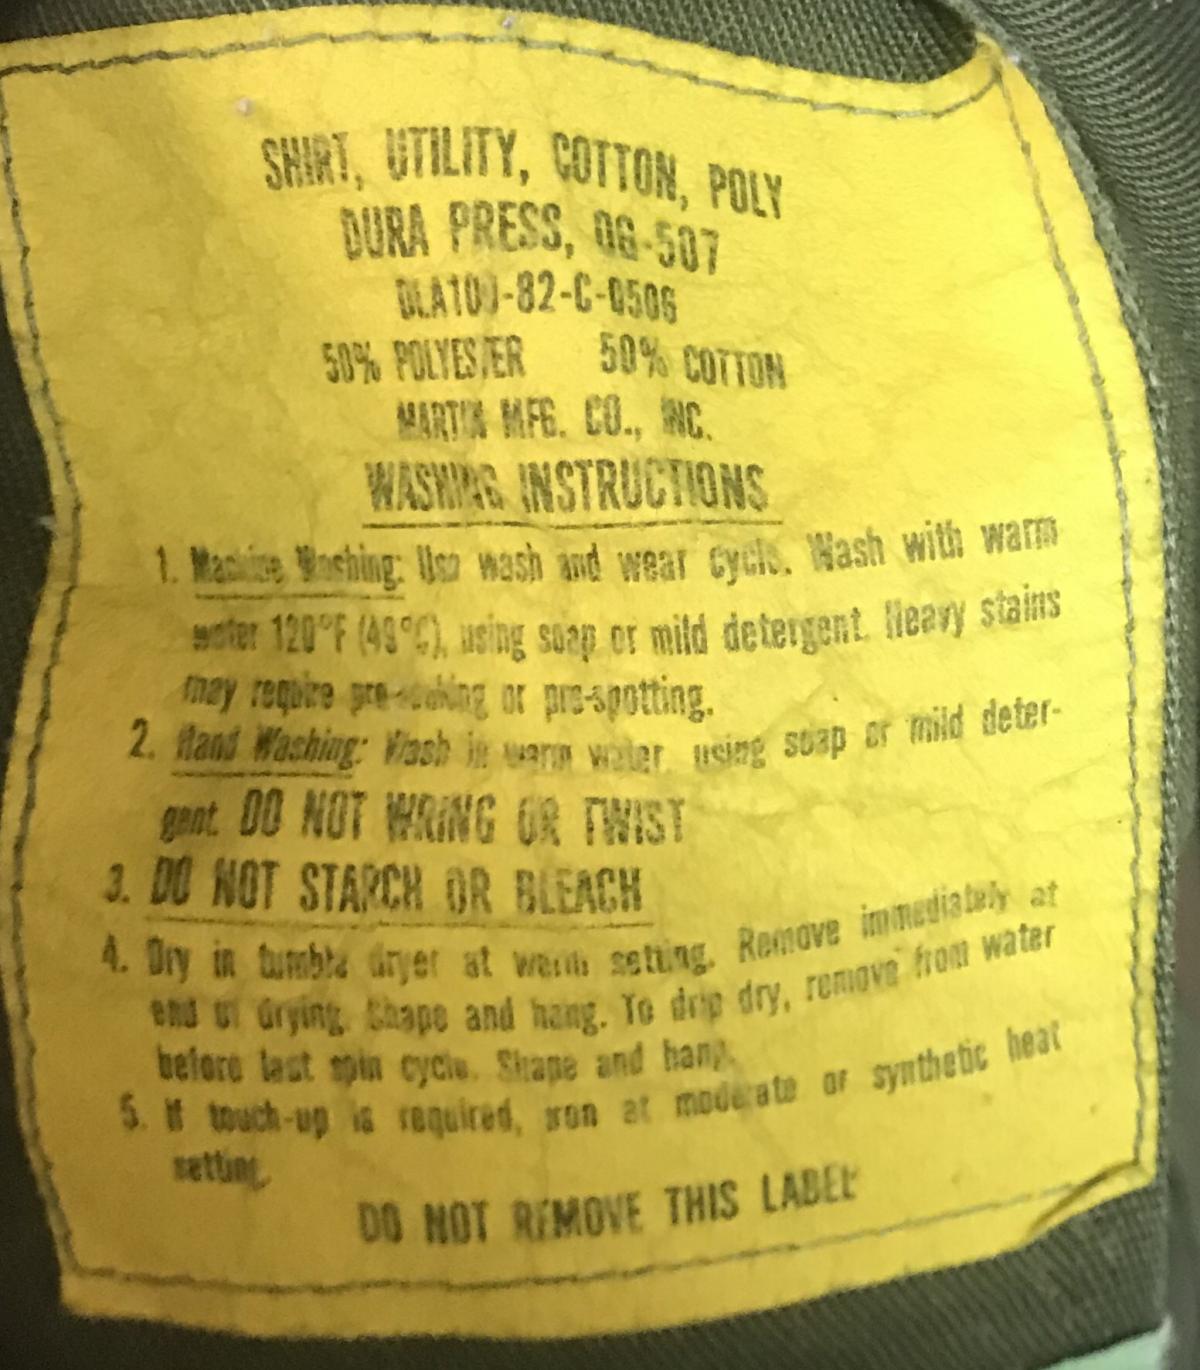 SHIRT, UTILITY, COTTON, POLY
DURA PRESS, OG-507
DLA100-82-C-0506
50% POLYESTER 50% COTTON
MARTIN MFG. CO., INC.
WASHING INSTRUCTIONS
1. Machine Washing: Use wash and wear cycle. Wash with warm
water 120°F (49°C), using soap or mild detergent. Heavy stains
may require pre-soaking or pre-spotting.
2. Hand Washing: Wash in warm water, using soap or mild deter-
gent. DO NOT WRING OR TWIST
3. DO NOT STARCH OR BLEACH
4. Dry in tumble dryer at warm setting. Remove immediately at
end of drying. Shape and hang. To drip dry, remove from water
before last spin cycle. Shape and hang.
5. If touch-up is required, iron at moderate or synthetic heat
setting.
DO NOT REMOVE THIS LABEL